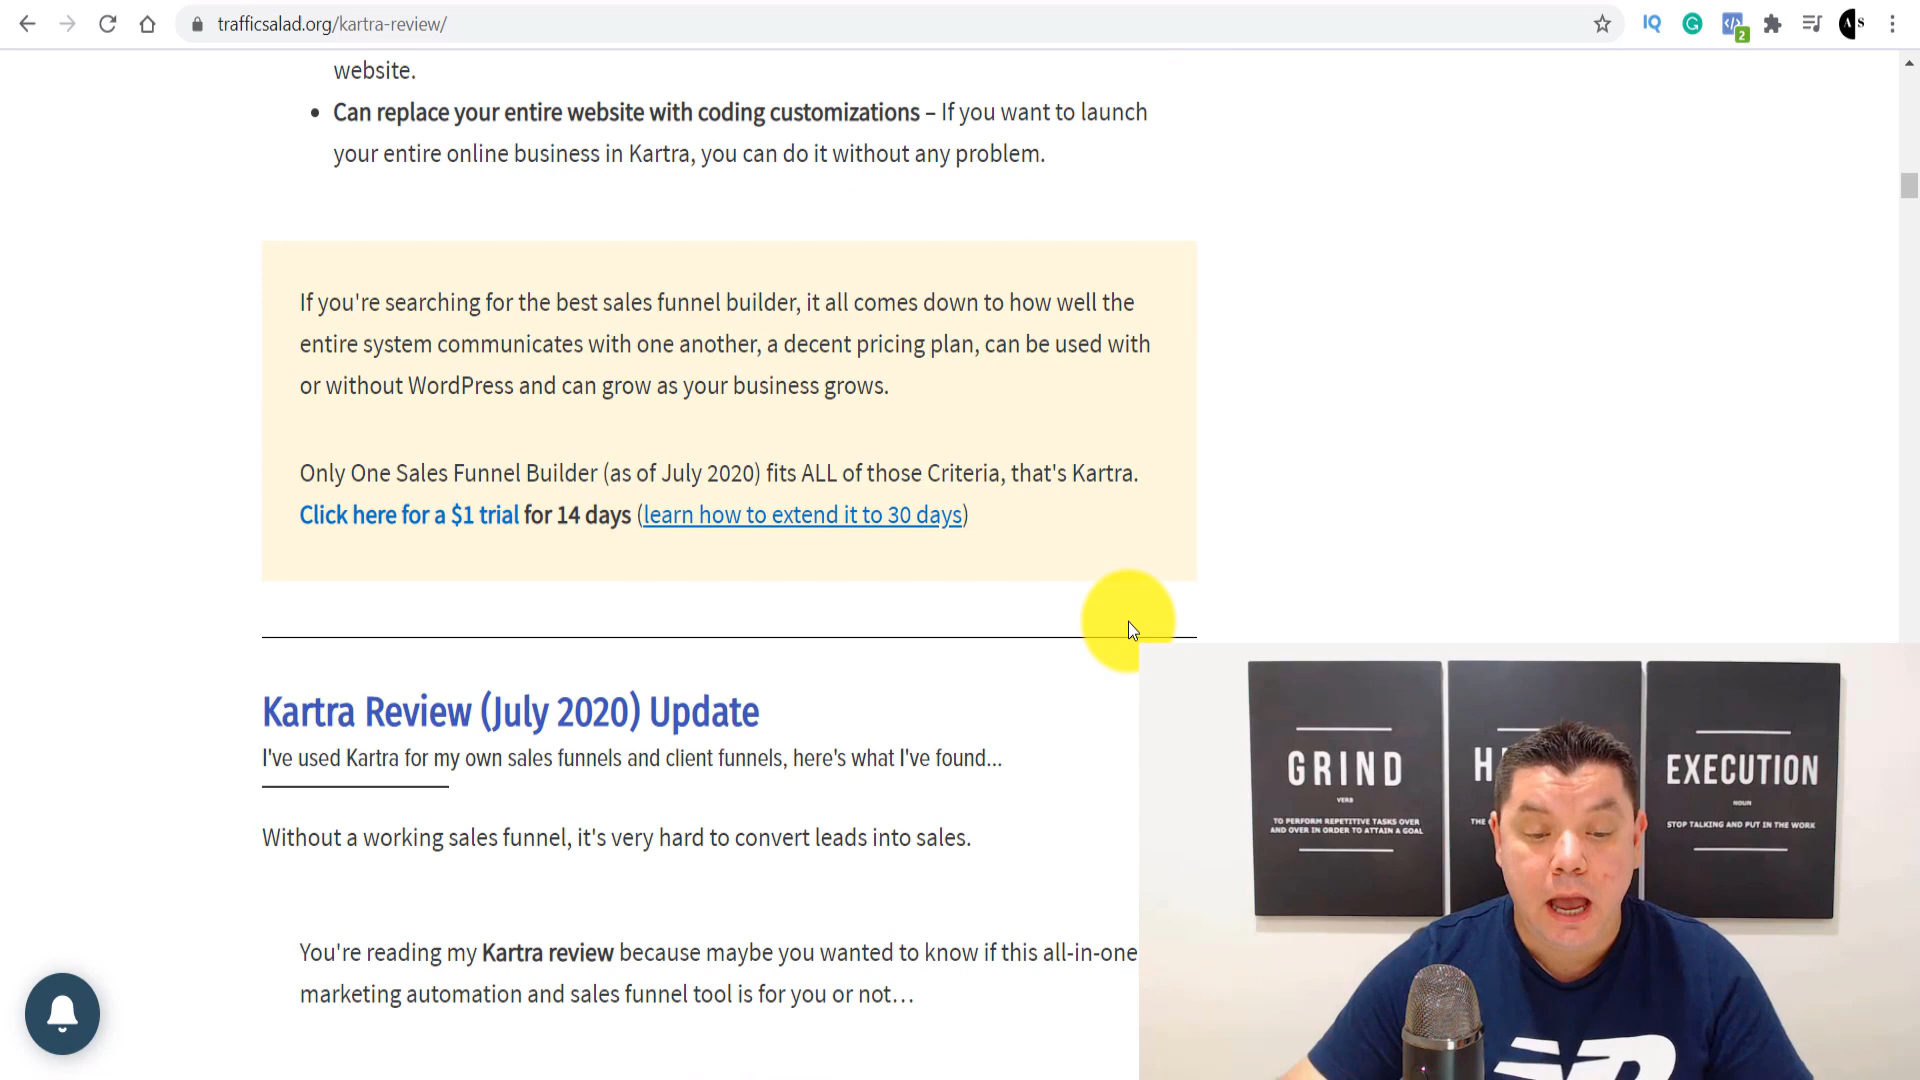 trafficsalad.org/kartra-review/
IQ
G
2
A S
website.
• Can replace your entire website with coding customizations – If you want to launch
your entire online business in Kartra, you can do it without any problem.
If you're searching for the best sales funnel builder, it all comes down to how well the
entire system communicates with one another, a decent pricing plan, can be used with
or without WordPress and can grow as your business grows.
Only One Sales Funnel Builder (as of July 2020) fits ALL of those Criteria, that's Kartra.
Click here for a $1 trial for 14 days (learn how to extend it to 30 days)
Kartra Review (July 2020) Update
I've used Kartra for my own sales funnels and client funnels, here's what I've found...
Without a working sales funnel, it's very hard to convert leads into sales.
You're reading my Kartra review because maybe you wanted to know if this all-in-one
marketing automation and sales funnel tool is for you or not…
GRIND
VERB
TO PERFORM REPETITIVE TASKS OVER
AND OVER IN ORDER TO ATTAIN A GOAL
EXECUTION
NOUN
STOP TALKING AND PUT IN THE WORK